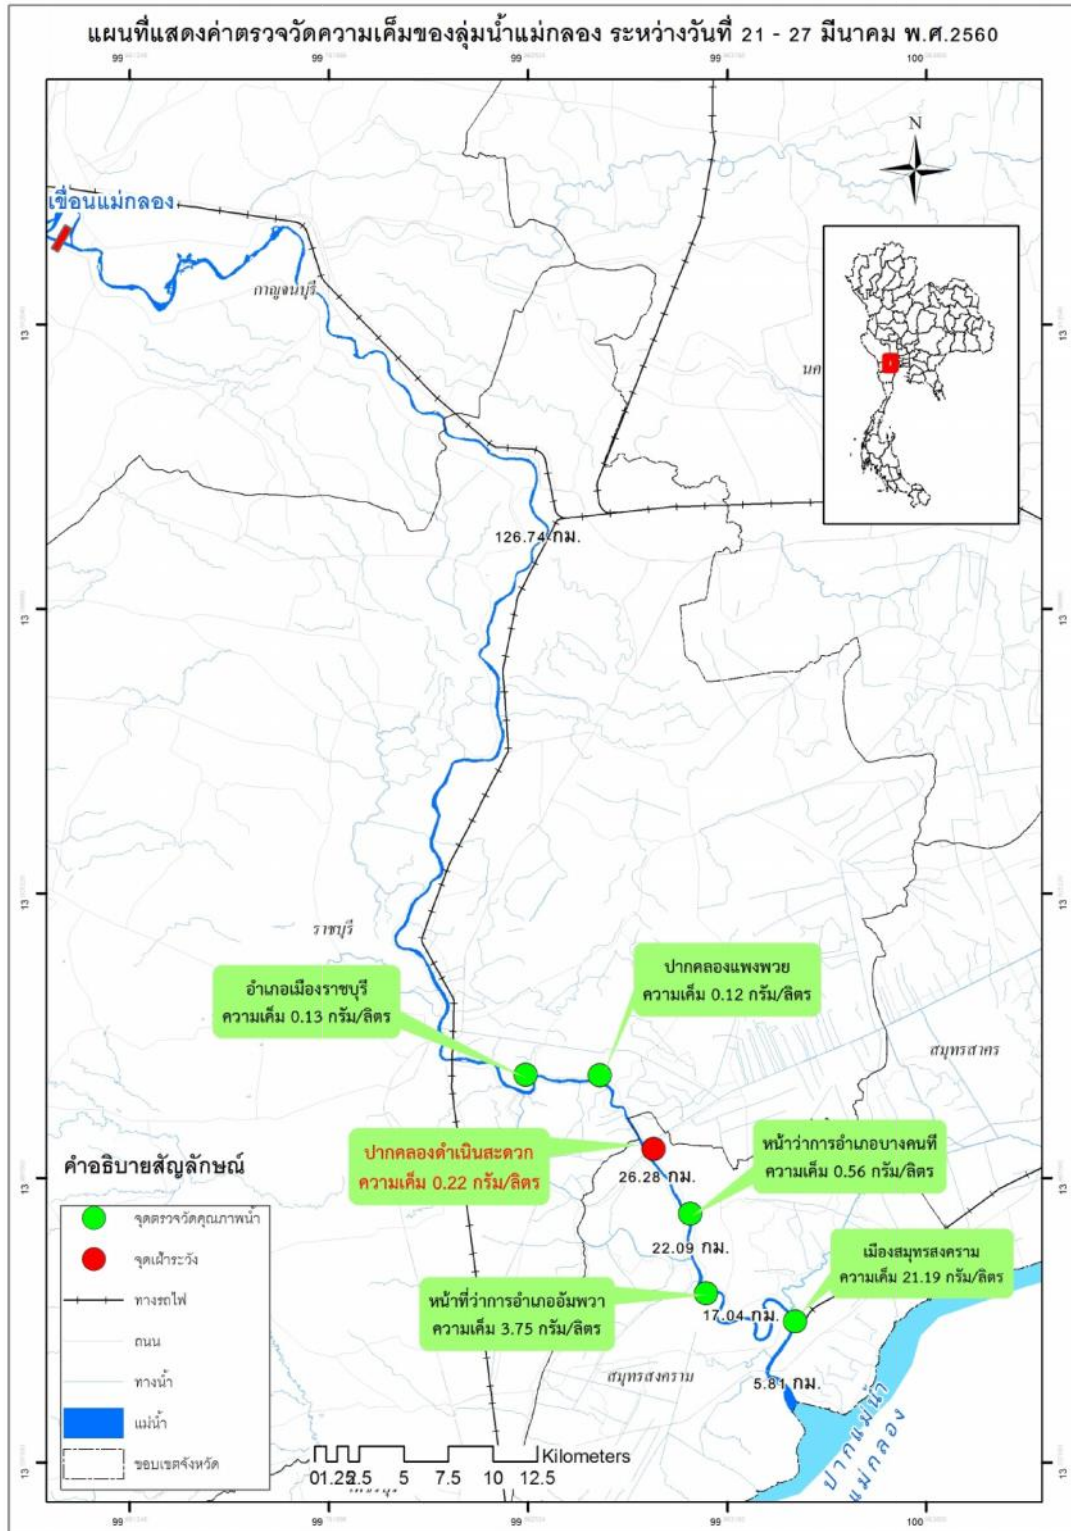 แผนที่แสดงค่าตรวจวัดความเค็มของลุ่มน้ำแม่กลอง ระหว่างวันที่ 21 - 27 มีนาคม พ.ศ.2560
N
เขื่อนแม่กลอง
กาญจนบุรี
นค
126.74 กม.
ราชบุรี
ปากคลองแพงพวย
ความเค็ม 0.12 กรัม/ลิตร
อำเภอเมืองราชบุรี
ความเค็ม 0.13 กรัม/ลิตร
สมุทรสาคร
ปากคลองดำเนินสะดวก
ความเค็ม 0.22 กรัม/ลิตร
หน้าว่าการอำเภอบางคนที
ความเค็ม 0.56 กรัม/ลิตร
26.28 กม.
22.09 กม.
เมืองสมุทรสงคราม
ความเค็ม 21.19 กรัม/ลิตร
หน้าที่ว่าการอำเภออัมพวา
ความเค็ม 3.75 กรัม/ลิตร
17.04 กม.
สมุทรสงคราม
5.81 กม.
ปากแม่น้ำ
แม่กลอง
คำอธิบายสัญลักษณ์
จุดตรวจวัดคุณภาพน้ำ
จุดเฝ้าระวัง
ทางรถไฟ
ถนน
ทางน้ำ
แม่น้ำ
ขอบเขตจังหวัด
Kilometers
01.252.5 5 7.5 10 12.5